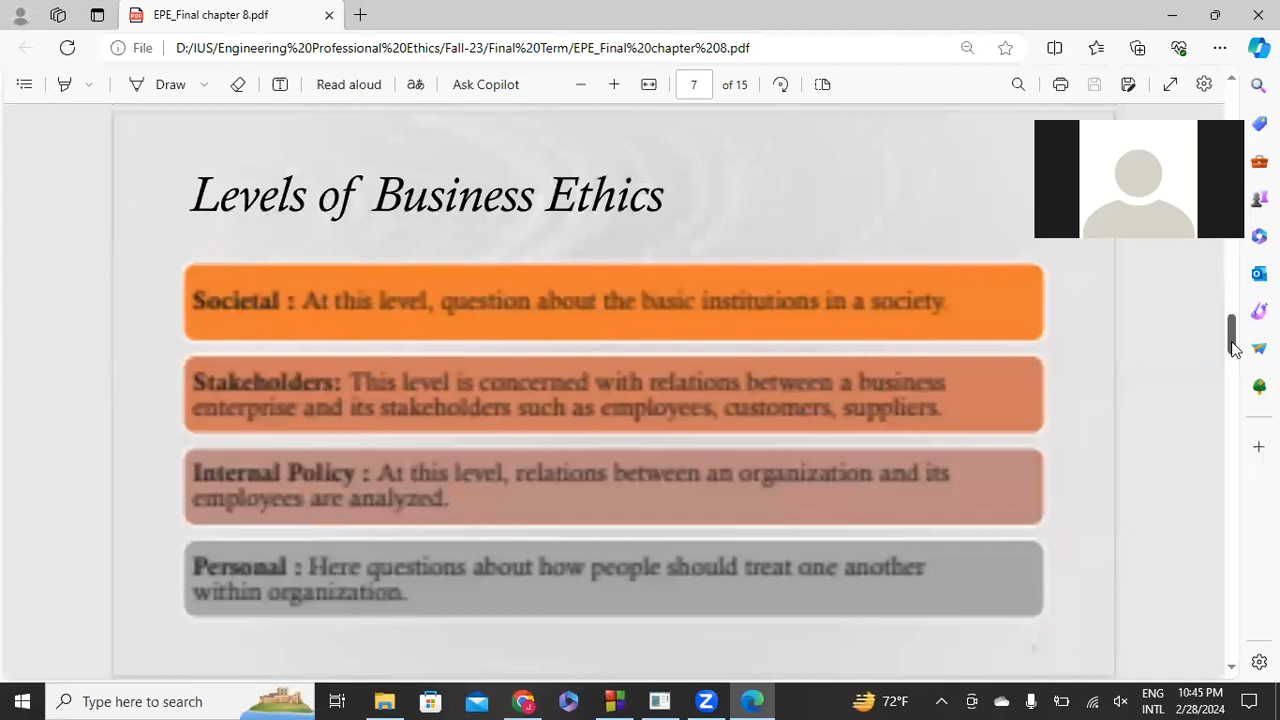 EPE_Final chapter 8.pdf
File
D:/IUS/Engineering%20Professional%20Ethics/Fall-23/Final%20Tam/EPE_Final%20chapter%208.pdf
Draw
Read aloud
aあ
Ask Copilot
7
of 15
Levels of Business Ethics
Societal : At this level, question about the basic institutions in a society.
Stakeholders: This level is concerned with relations between a business
enterprise and its stakeholders such as employees, customers, suppliers.
Internal Policy : At this level, relations between an organization and its
employees are analyzed.
Personal : Here questions about how people should treat one another
within organization.
Type here to search
72°F
ENG
INTL
10:45 PM
2/28/2024